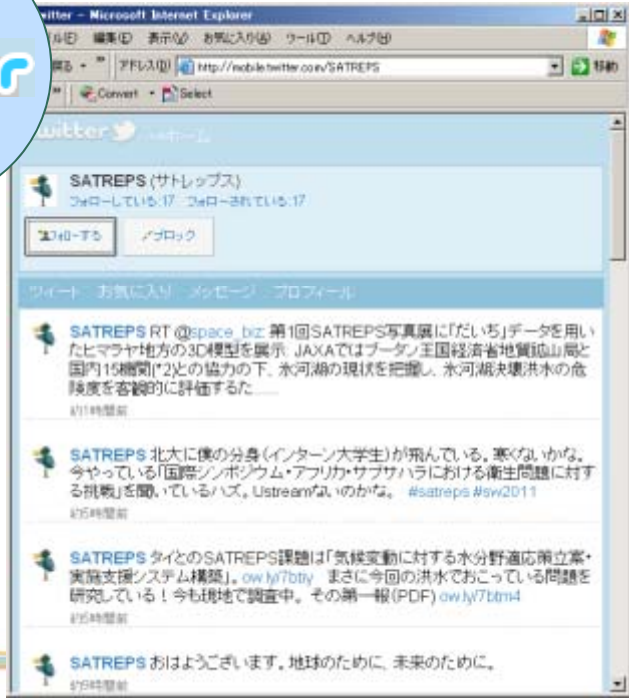 witter - Microsoft Internet Explorer
ル(E) 編集(E) 表示(V) お気に入り(A) ツール(T) ヘルプ(H)
戻る アドレス(D) http://mobile.twitter.com/SATREPS 移動
Convert Select
twitter ホーム
SATREPS (サトレップス)
フォローしている:17 フォローされている:17
フォローする ブロック
ツイート お気に入り メッセージ プロフィール
SATREPS RT @space_biz: 第1回SATREPS写真展に「だいち」データを用い
たヒマラヤ地方の3D模型を展示: JAXAではブータン王国経済省地質鉱山局と
国内15機関(*2)との協力の下、氷河湖の現状を把握し、氷河湖決壊洪水の危
険度を客観的に評価するた......
約1時間前
SATREPS 北大に僕の分身(インターン大学生)が飛んでいる。寒くないかな。
今やっている「国際シンポジウム・アフリカ・サブサハラにおける衛生問題に対す
る挑戦」を聞いているハズ。Ustreamないのかな。 #satreps #sw2011
約5時間前
SATREPS タイとのSATREPS課題は「気候変動に対する水分野適応策立案・
実施支援システム構築」。ow.ly/7btiy まさに今回の洪水でおこっている問題を
研究している!今も現地で調査中。その第一報(PDF) ow.ly/7btm4
約5時間前
SATREPS おはようございます。地球のために、未来のために。
約9時間前